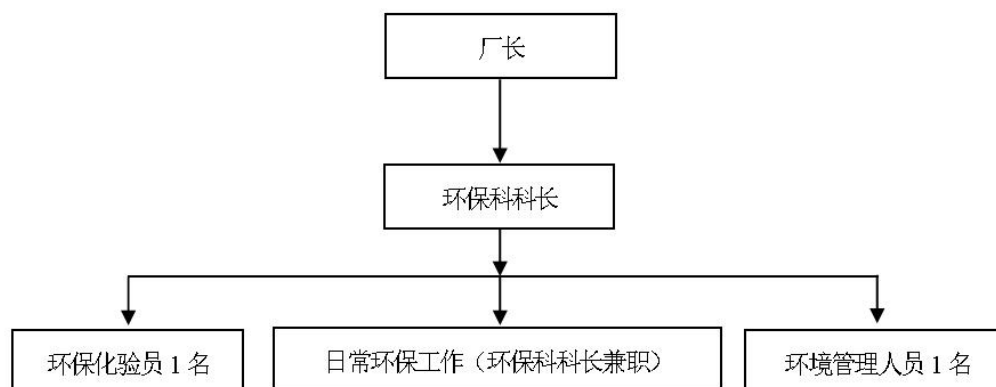 厂长
环保科科长
环保化验员 1 名
日常环保工作（环保科科长兼职）
环境管理人员 1 名